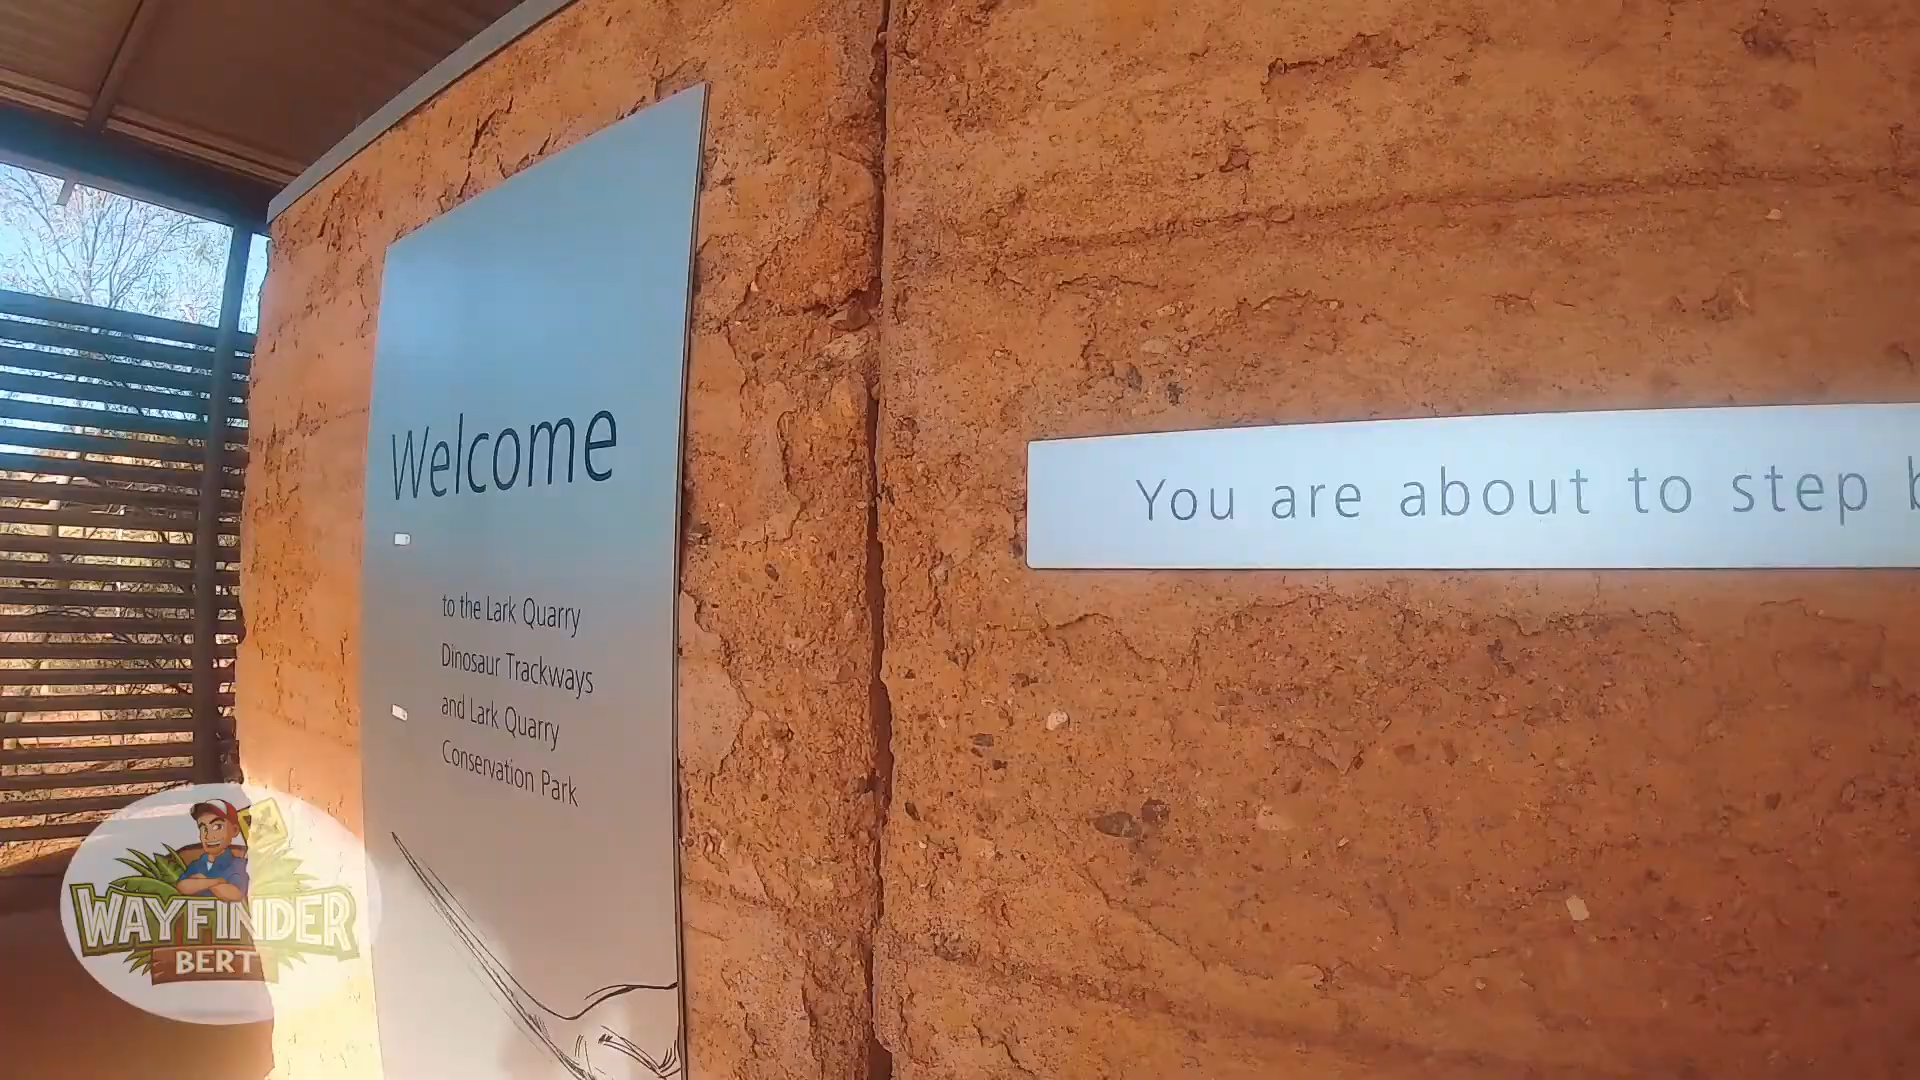 Welcome
to the Lark Quarry
Dinosaur Trackways
and Lark Quarry
Conservation Park
You are about to step
WAYFINDER
BERT